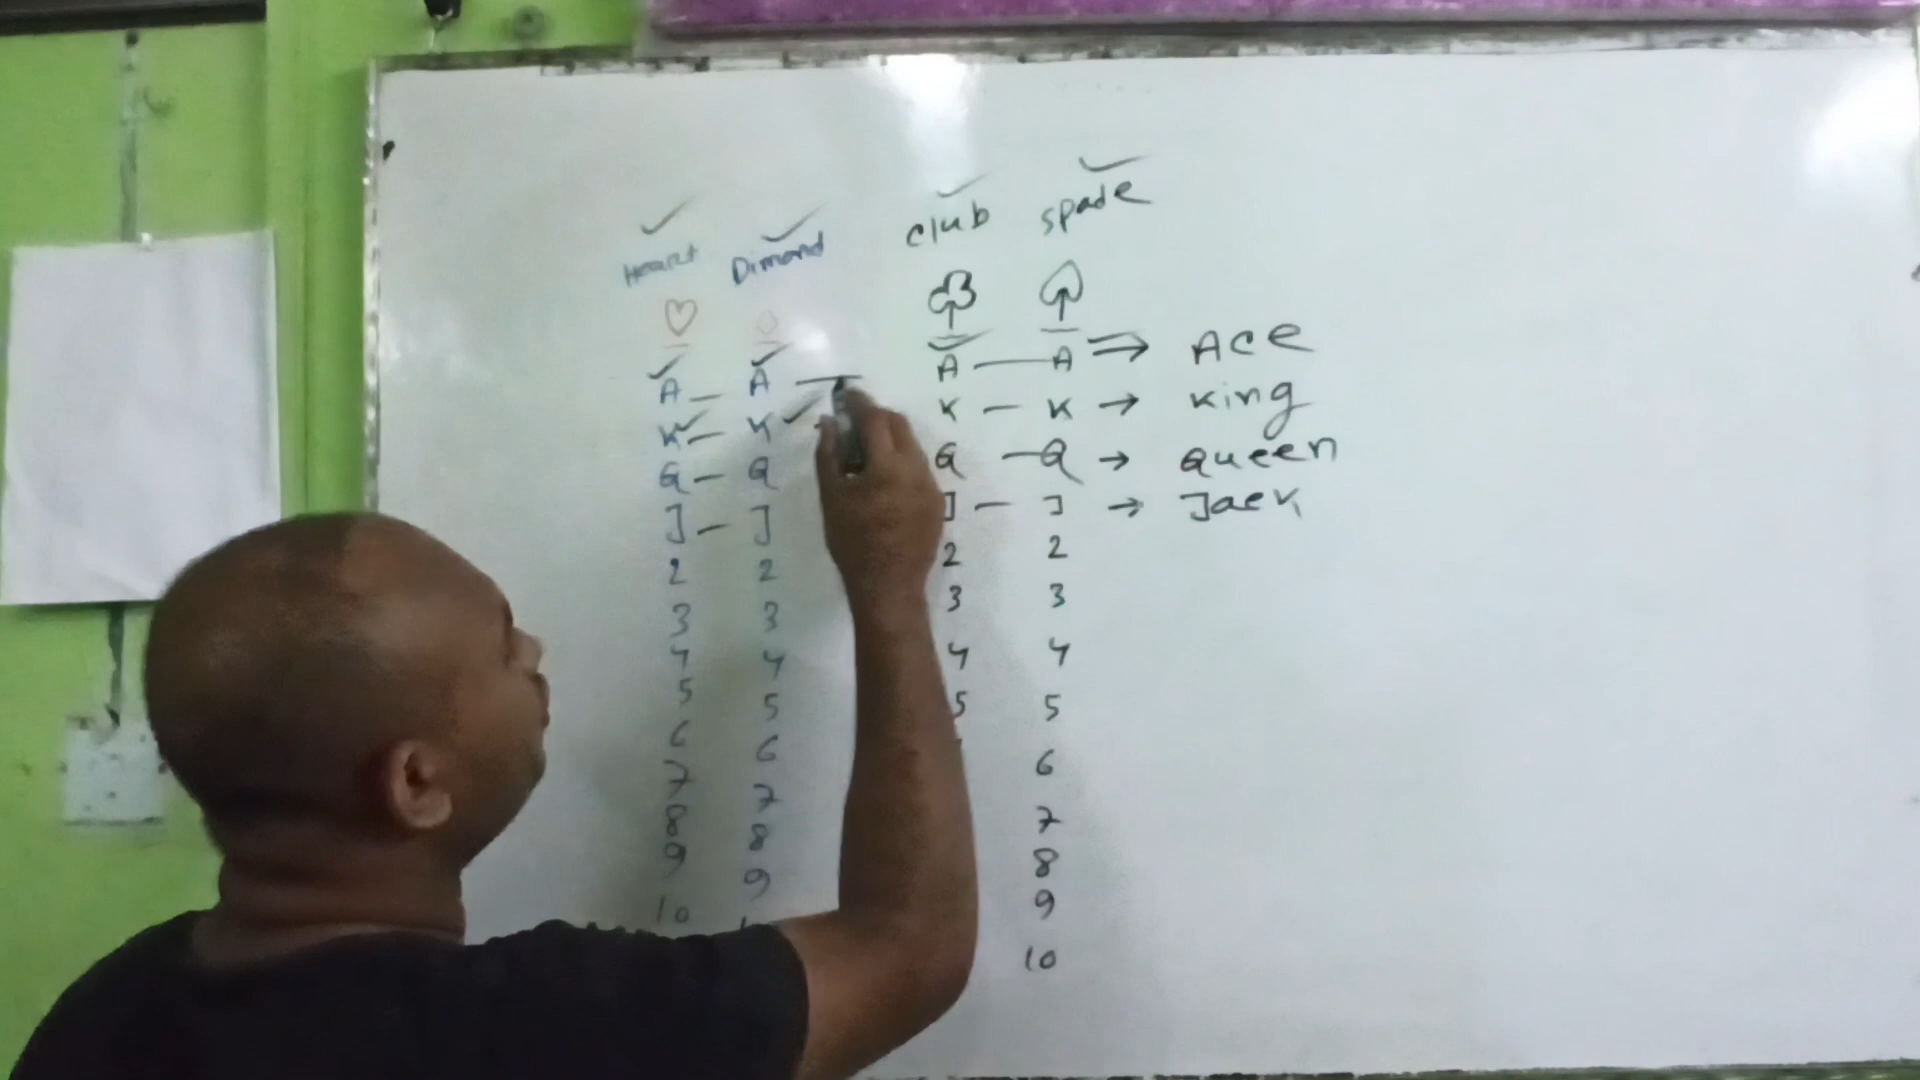 Heart Dimond club spade
A — A — A — A ⇒ Ace
K — K K — K → King
Q — Q Q — Q → Queen
J — J J — J → Jack
2 2 2 2
3 3 3 3
4 4 4 4
5 5 5 5
6 6 6
7 7 7
8 8 8
9 9 9
10 10